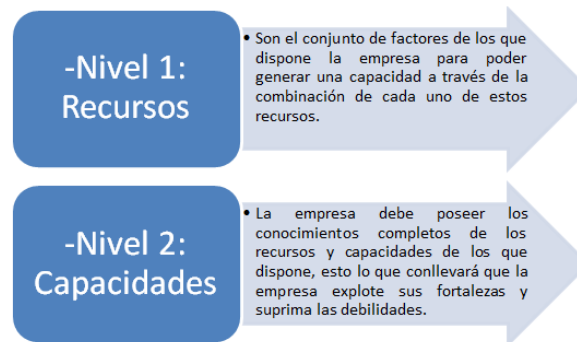 -Nivel 1:
Recursos
• Son el conjunto de factores de los que
dispone la empresa para poder
generar una capacidad a través de la
combinación de cada uno de estos
recursos.
-Nivel 2:
Capacidades
• La empresa debe poseer los
conocimientos completos de los
recursos y capacidades de los que
dispone, esto lo que conllevará que la
empresa explote sus fortalezas y
suprima las debilidades.